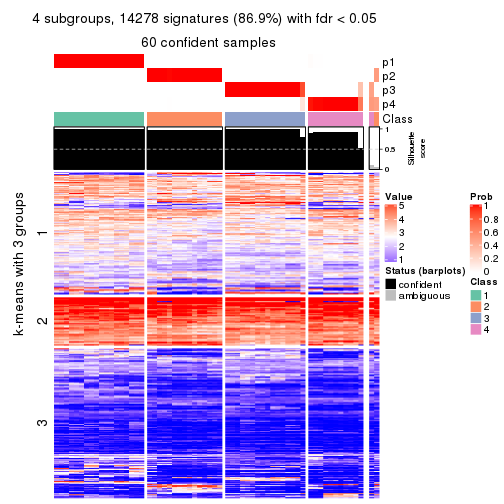 4 subgroups, 14278 signatures (86.9%) with fdr < 0.05
60 confident samples
p1
p2
p3
p4
Class
1
0.5
0
Silhouette
score
k-means with 3 groups
1
2
3
Value
5
4
3
2
1
Status (barplots)
confident
ambiguous
Prob
1
0.8
0.6
0.4
0.2
0
Class
1
2
3
4